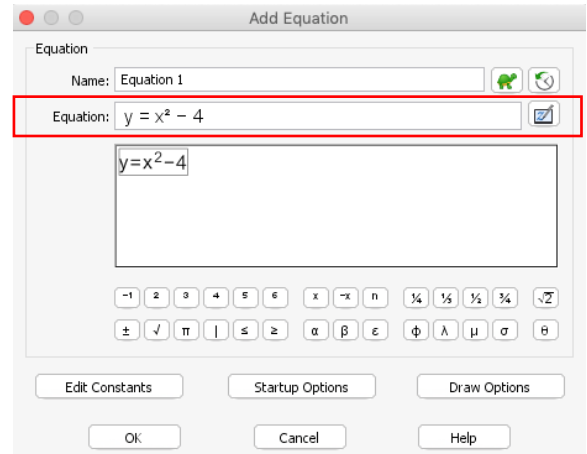 Add Equation
Equation
Name: Equation 1
Equation: y = x² − 4
y=x²−4
⁻¹ ² ³ ⁴ ⁵ ⁶ ˣ ⁻ˣ ⁿ ¼ ⅓ ½ ¾ √2
± √ π | ≤ ≥ α β ε ϕ λ μ σ θ
Edit Constants Startup Options Draw Options
OK Cancel Help